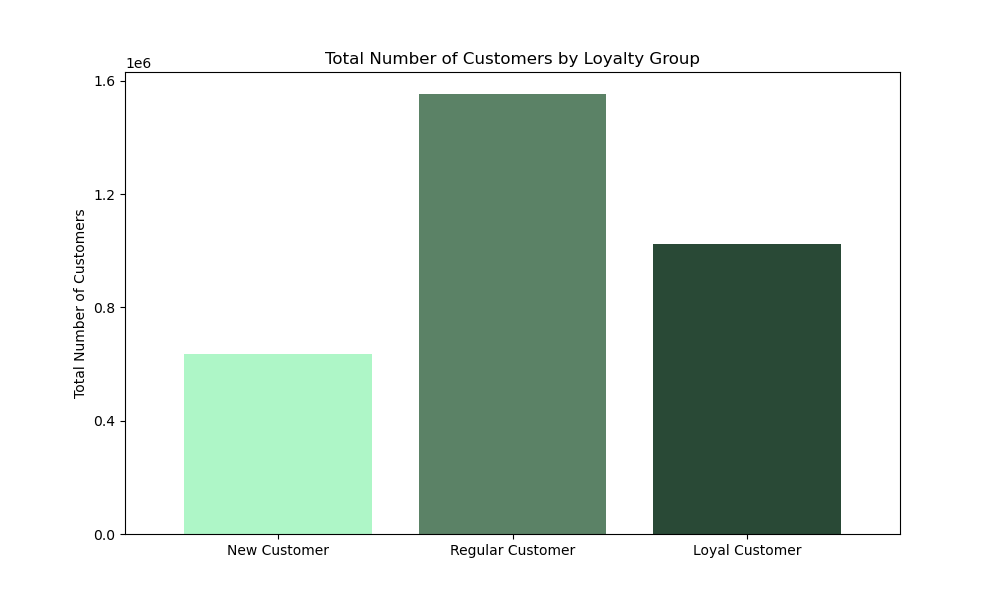 Total Number of Customers by Loyalty Group
1e6
1.6
1.2
0.8
0.4
0.0
Total Number of Customers
New Customer
Regular Customer
Loyal Customer